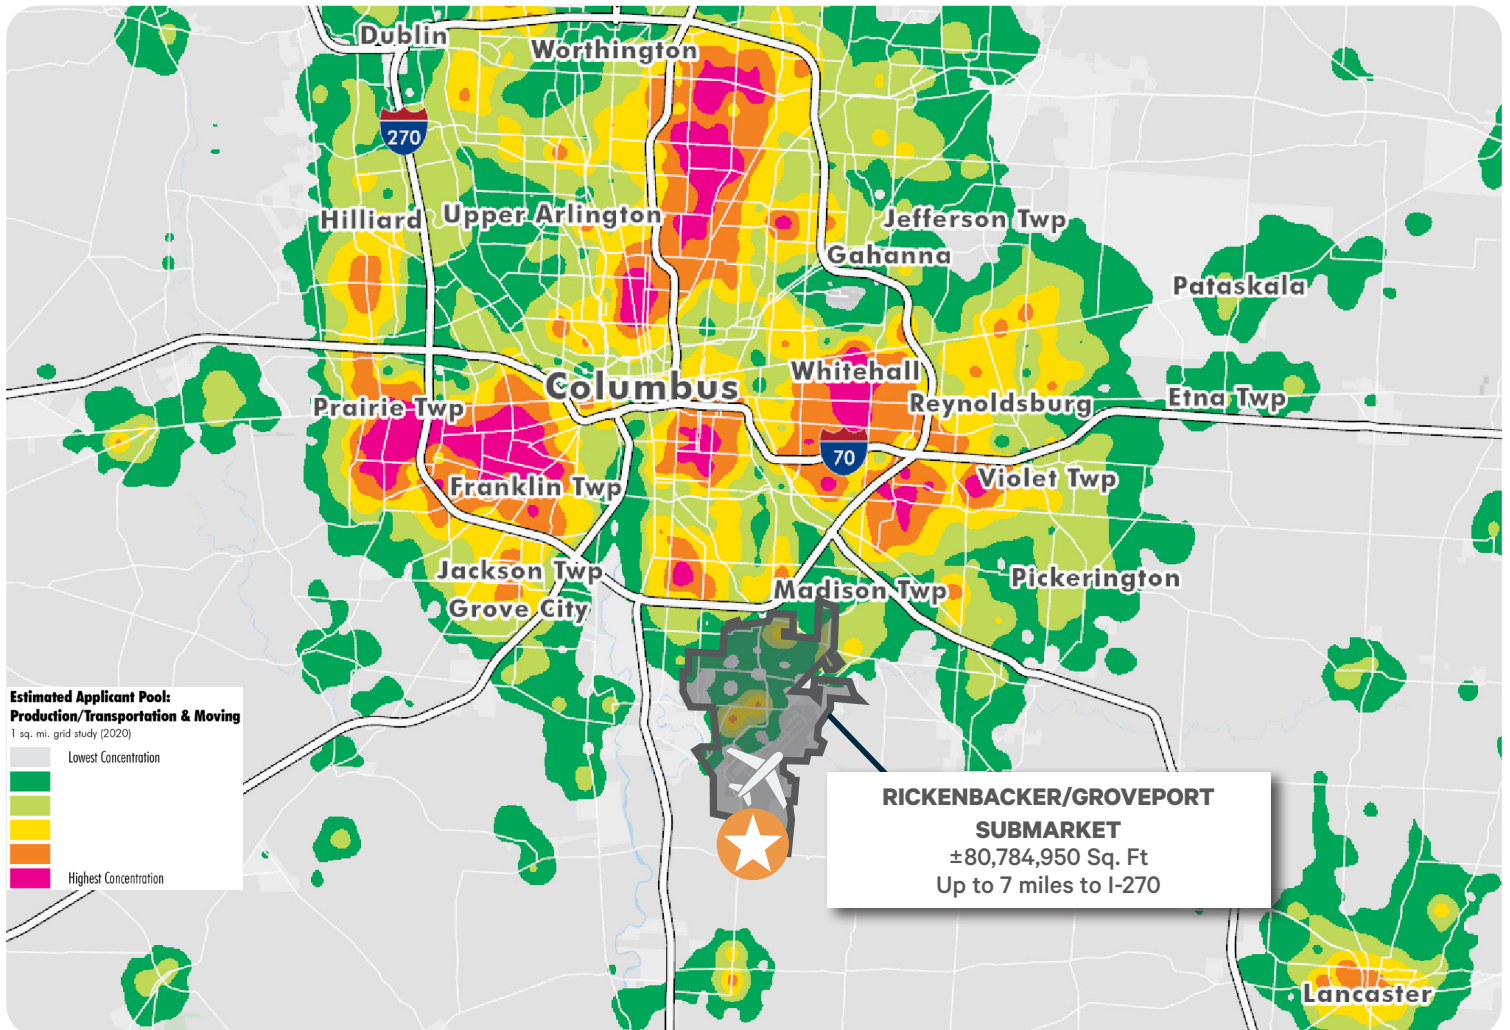 Dublin
Worthington
270
Hilliard
Upper Arlington
Jefferson Twp
Gahanna
Pataskala
Whitehall
Columbus
Prairie Twp
Reynoldsburg
Etna Twp
70
Franklin Twp
Violet Twp
Jackson Twp
Pickerington
Madison Twp
Grove City
Estimated Applicant Pool:
Production/Transportation & Moving
1 sq. mi. grid study (2020)
Lowest Concentration
Highest Concentration
RICKENBACKER/GROVEPORT
SUBMARKET
±80,784,950 Sq. Ft
Up to 7 miles to I-270
Lancaster